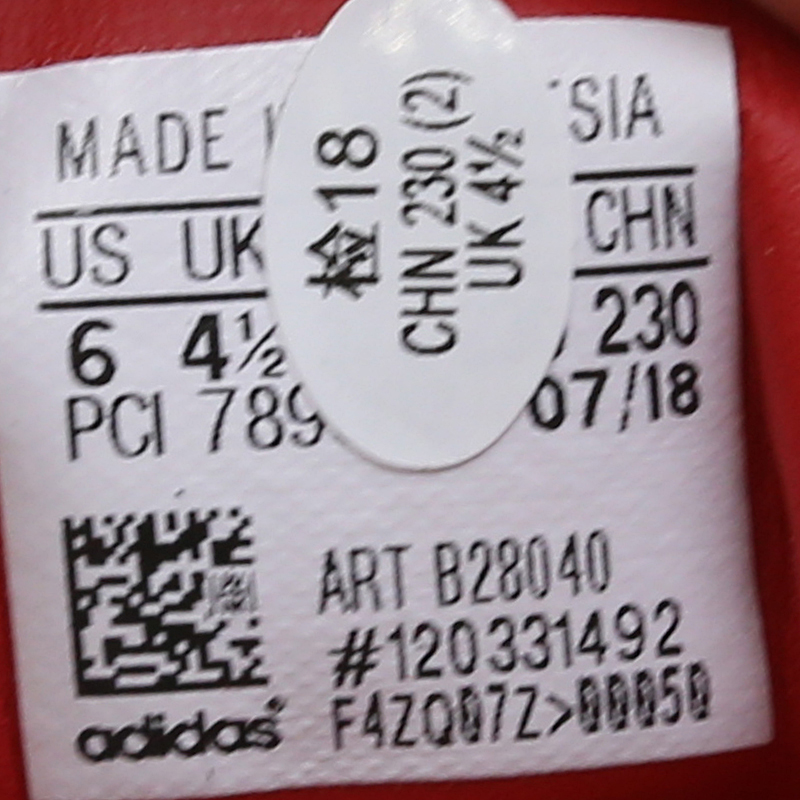 MADE SIA
US UK CHN
6 4½ 230
PCI 789 07/18
检18
CHN 230 (2)
UK 4½
ART B28040
#120331492
F4ZQ07Z>00050
adidas